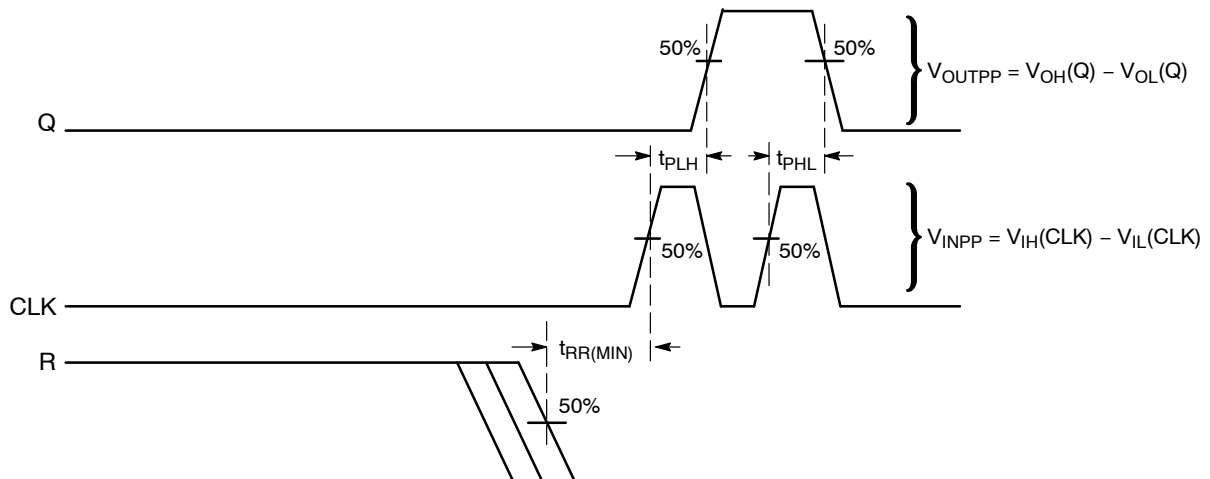 50%
50%
V_OUTPP = V_OH(Q) – V_OL(Q)
Q
t_PLH
t_PHL
50%
50%
V_INPP = V_IH(CLK) – V_IL(CLK)
CLK
t_RR(MIN)
R
50%